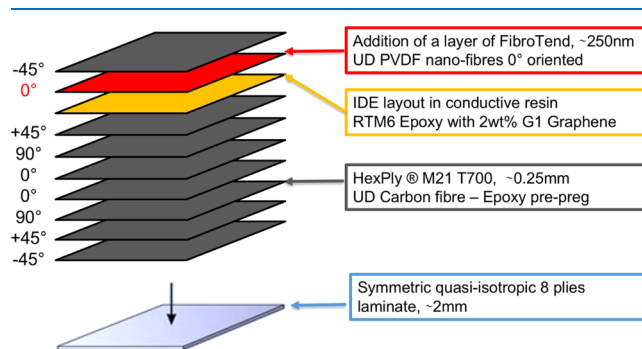 Addition of a layer of FibroTend, ~250nm
UD PVDF nano-fibres 0° oriented
-45°
0°
IDE layout in conductive resin
RTM6 Epoxy with 2wt% G1 Graphene
+45°
90°
0°
0°
90°
+45°
-45°
HexPly ® M21 T700, ~0.25mm
UD Carbon fibre – Epoxy pre-preg
Symmetric quasi-isotropic 8 plies
laminate, ~2mm